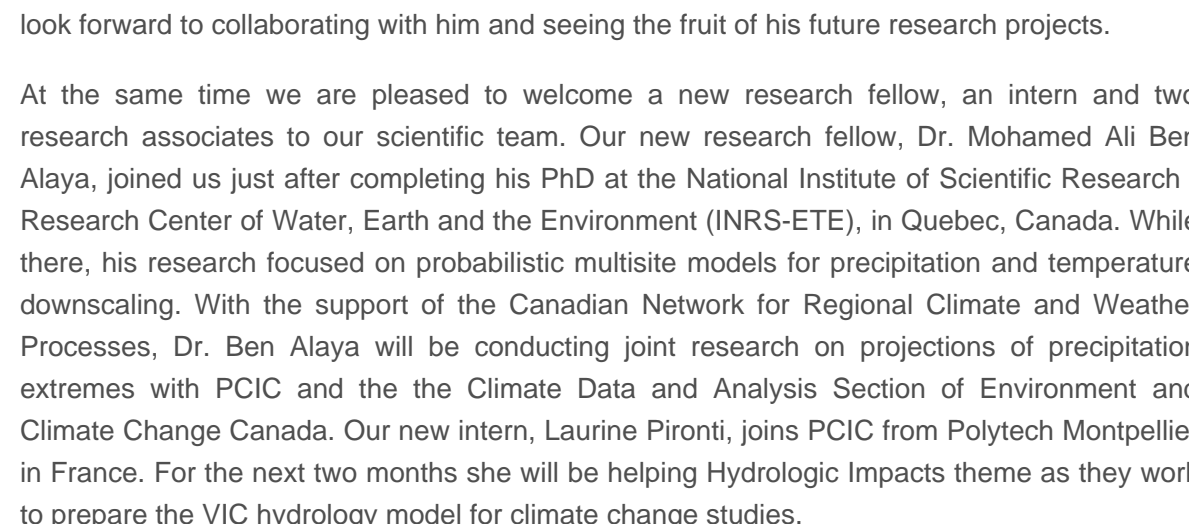 look forward to collaborating with him and seeing the fruit of his future research projects.
At the same time we are pleased to welcome a new research fellow, an intern and two
research associates to our scientific team. Our new research fellow, Dr. Mohamed Ali Ben
Alaya, joined us just after completing his PhD at the National Institute of Scientific Research
Research Center of Water, Earth and the Environment (INRS-ETE), in Quebec, Canada. While
there, his research focused on probabilistic multisite models for precipitation and temperature
downscaling. With the support of the Canadian Network for Regional Climate and Weathe
Processes, Dr. Ben Alaya will be conducting joint research on projections of precipitation
extremes with PCIC and the the Climate Data and Analysis Section of Environment and
Climate Change Canada. Our new intern, Laurine Pironti, joins PCIC from Polytech Montpellie
in France. For the next two months she will be helping Hydrologic Impacts theme as they work
to prepare the VIC hydrology model for climate change studies.